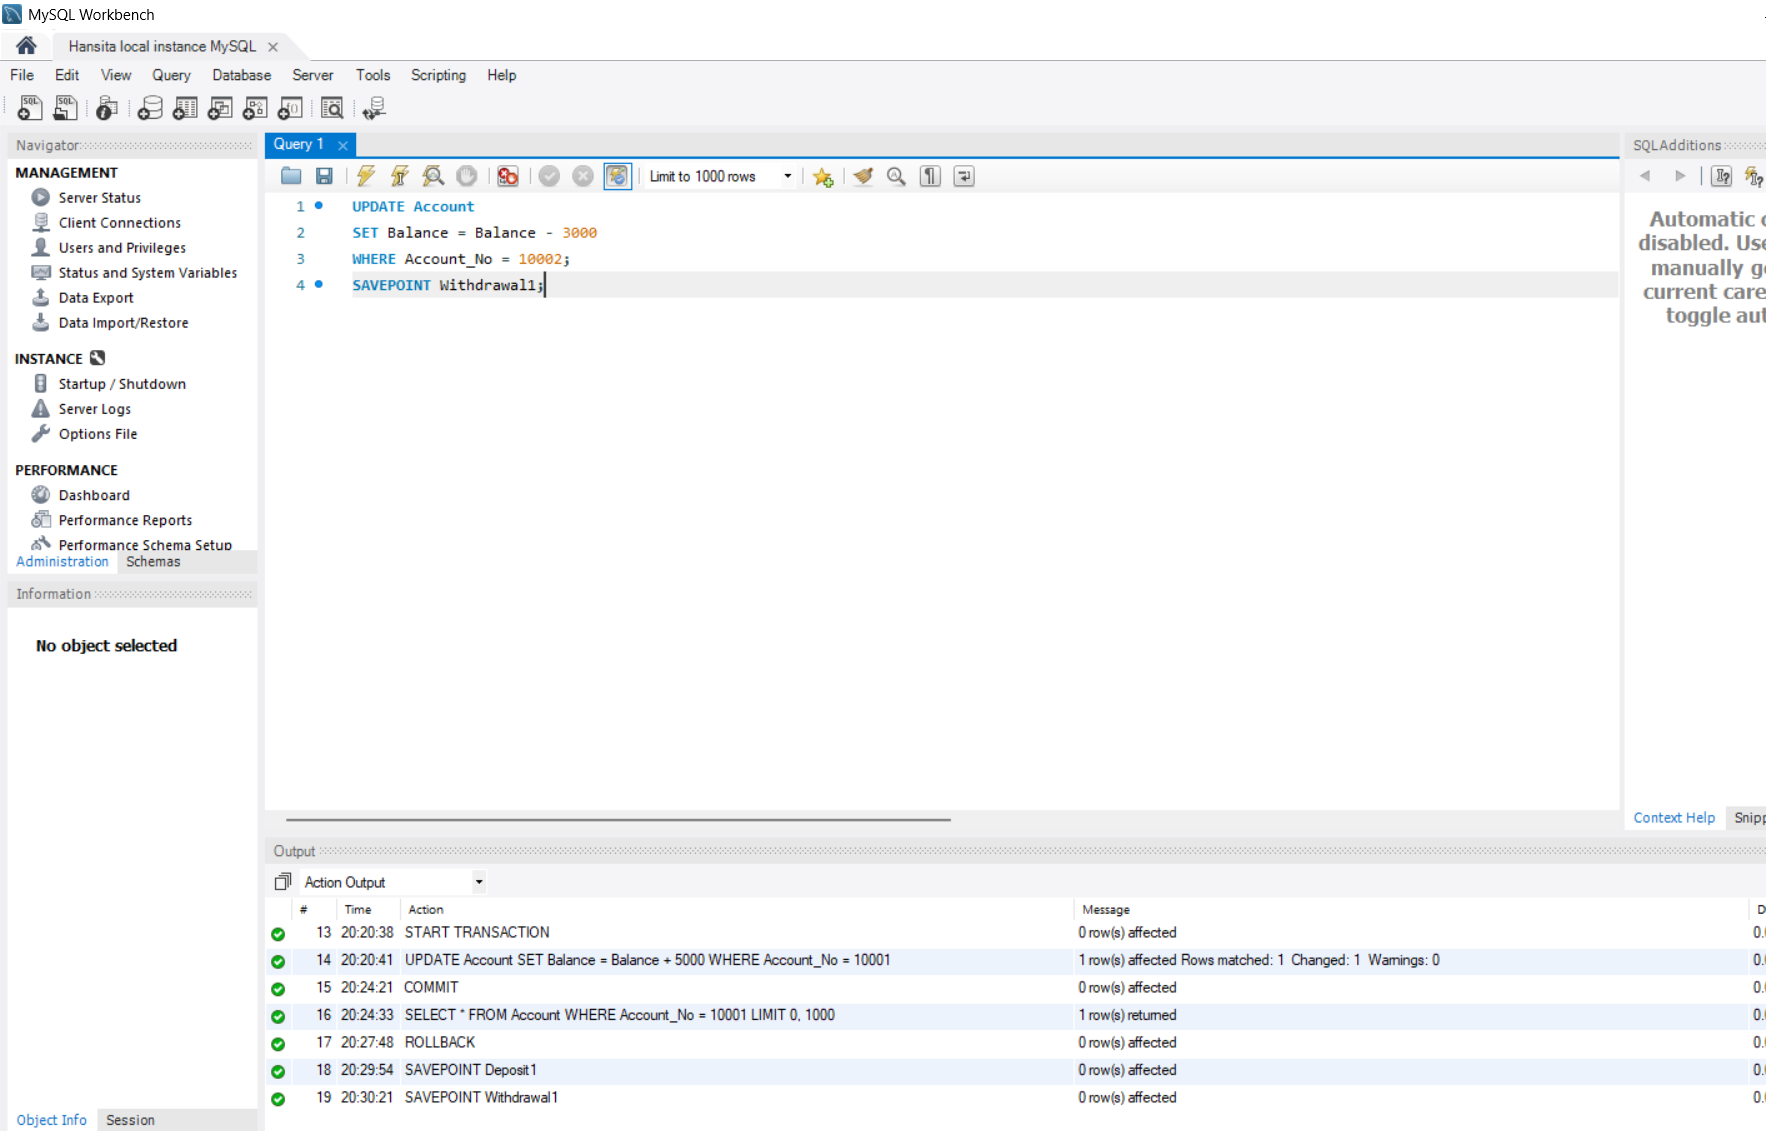 MySQL Workbench
Hansita local instance MySQL
File Edit View Query Database Server Tools Scripting Help
Navigator
MANAGEMENT
Server Status
Client Connections
Users and Privileges
Status and System Variables
Data Export
Data Import/Restore
INSTANCE
Startup / Shutdown
Server Logs
Options File
PERFORMANCE
Dashboard
Performance Reports
Performance Schema Setup
Administration Schemas
Information
No object selected
Object Info Session
Query 1
Limit to 1000 rows
1 UPDATE Account
2 SET Balance = Balance - 3000
3 WHERE Account_No = 10002;
4 SAVEPOINT Withdrawal1;
SQLAdditions
Automatic
disabled. Use
manually
current
toggle
Context Help
Output
Action Output
# Time Action Message
13 20:20:38 START TRANSACTION 0 row(s) affected
14 20:20:41 UPDATE Account SET Balance = Balance + 5000 WHERE Account_No = 10001 1 row(s) affected Rows matched: 1 Changed: 1 Warnings: 0
15 20:24:21 COMMIT 0 row(s) affected
16 20:24:33 SELECT * FROM Account WHERE Account_No = 10001 LIMIT 0, 1000 1 row(s) returned
17 20:27:48 ROLLBACK 0 row(s) affected
18 20:29:54 SAVEPOINT Deposit1 0 row(s) affected
19 20:30:21 SAVEPOINT Withdrawal1 0 row(s) affected